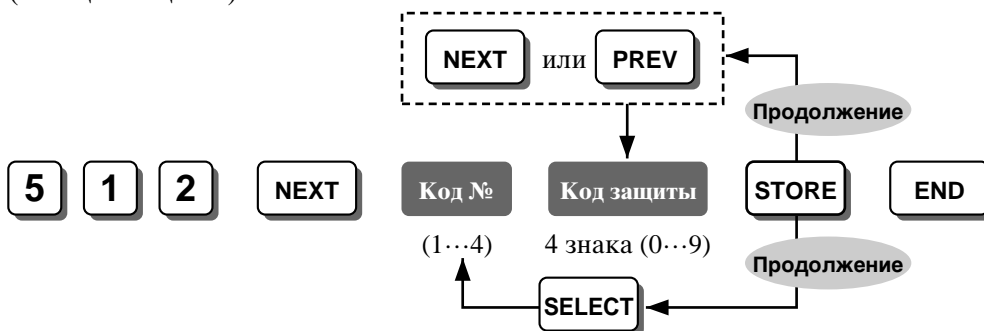 NEXT или PREV
Продолжение
5 1 2 NEXT Код № Код защиты STORE END
(1···4) 4 знака (0···9)
Продолжение
SELECT